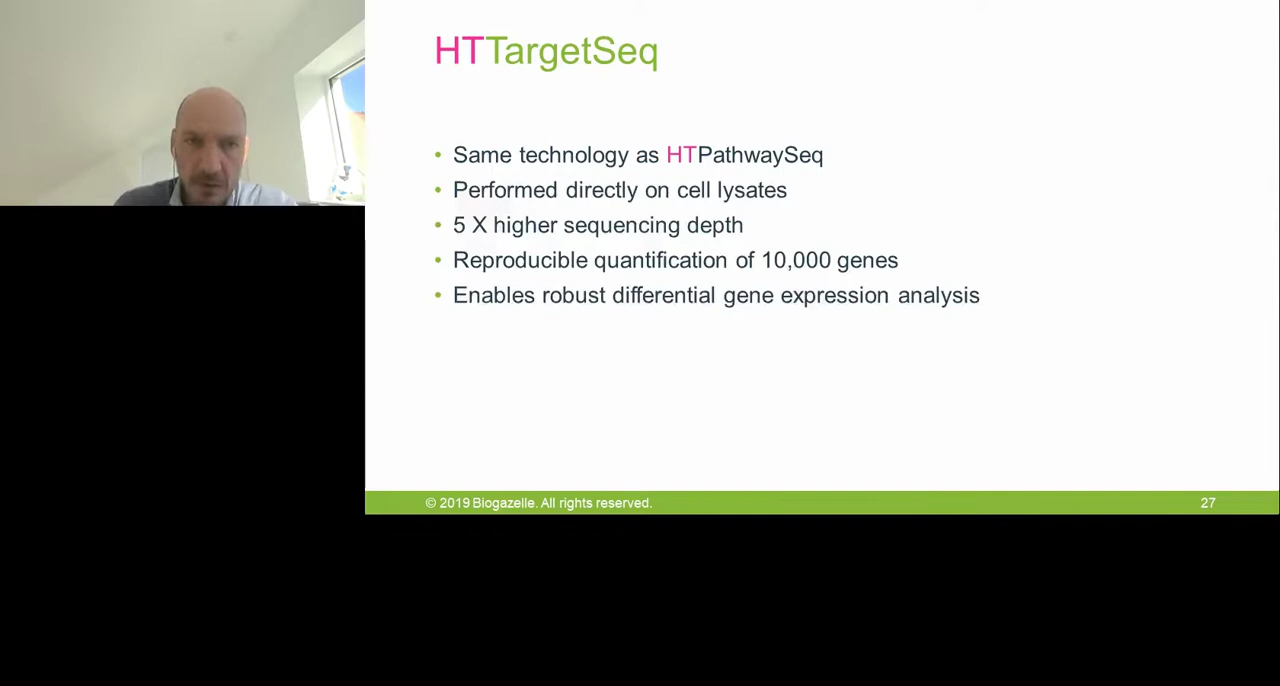 HTTargetSeq
• Same technology as HTPathwaySeq
• Performed directly on cell lysates
• 5 X higher sequencing depth
• Reproducible quantification of 10,000 genes
• Enables robust differential gene expression analysis
© 2019 Biogazelle. All rights reserved.
27